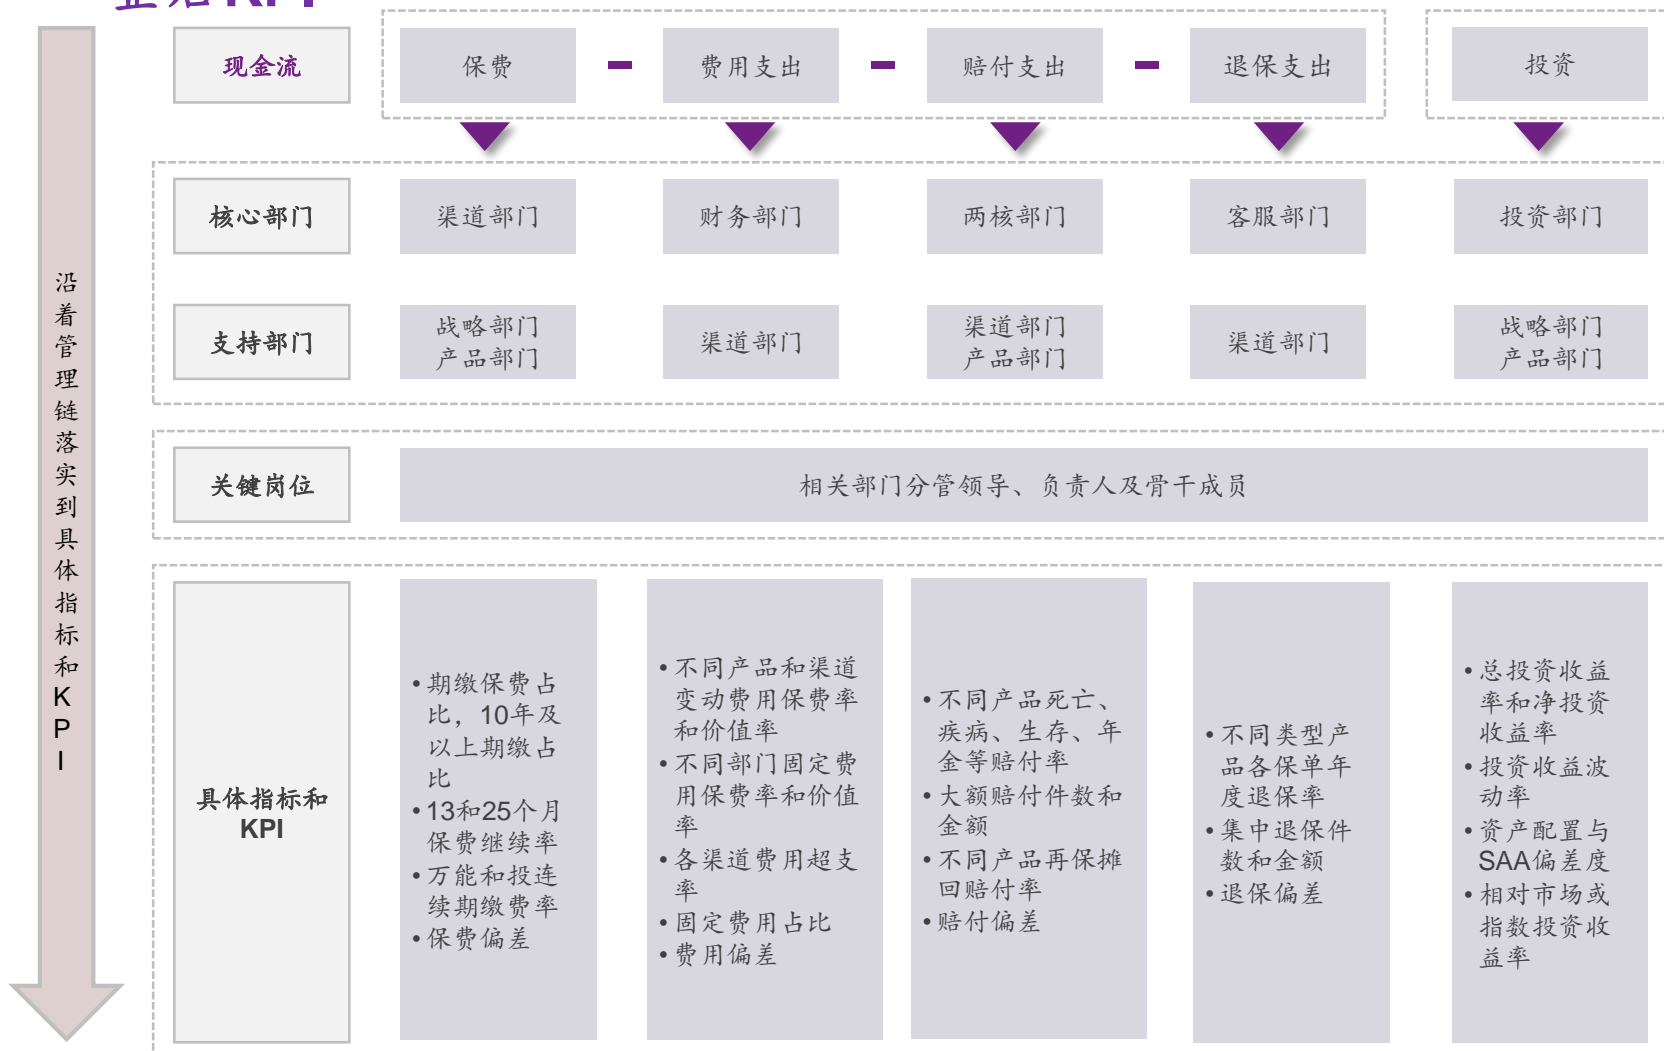 KPI
现金流
保费
费用支出
赔付支出
退保支出
投资
核心部门
渠道部门
财务部门
两核部门
客服部门
投资部门
支持部门
战略部门
产品部门
渠道部门
渠道部门
产品部门
渠道部门
战略部门
产品部门
关键岗位
相关部门分管领导、负责人及骨干成员
沿着管理链落实到具体指标和KPI
具体指标和
KPI
•期缴保费占
比，10年及
以上期缴占
比
•13和25个月
保费继续率
•万能和投连
续期缴费率
•保费偏差
•不同产品和渠道
变动费用保费率
和价值率
•不同部门固定费
用保费率和价值
率
•各渠道费用超支
率
•固定费用占比
•费用偏差
•不同产品死亡、
疾病、生存、年
金等赔付率
•大额赔付件数和
金额
•不同产品再保摊
回赔付率
•赔付偏差
•不同类型产
品各保单年
度退保率
•集中退保件
数和金额
•退保偏差
•总投资收益
率和净投资
收益率
•投资收益波
动率
•资产配置与
SAA偏差度
•相对市场或
指数投资收
益率